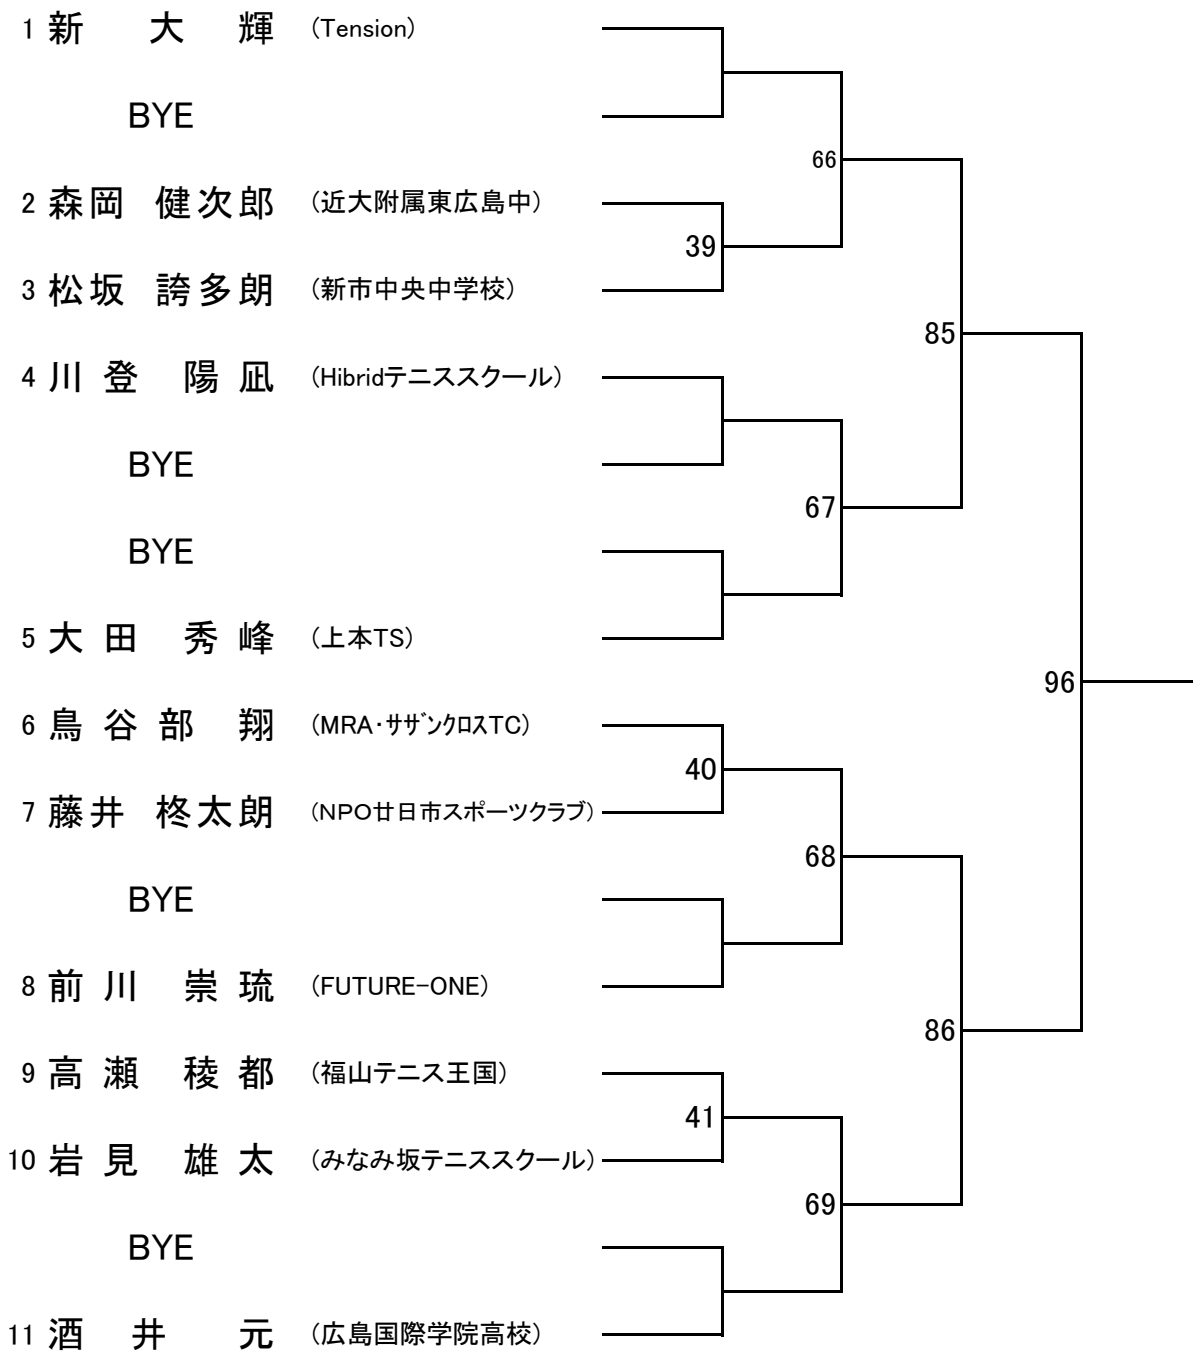 1 新 大 輝 (Tension)
BYE
66
2 森岡 健次郎 (近大附属東広島中)
39
3 松坂 誇多朗 (新市中央中学校)
85
4 川登 陽凪 (Hibridテニススクール)
BYE
67
BYE
5 大田 秀峰 (上本TS)
96
6 鳥谷部 翔 (MRA・ｻｻﾞﾝｸﾛｽTC)
40
7 藤井 柊太朗 (NPO廿日市スポーツクラブ)
68
BYE
8 前川 崇琉 (FUTURE-ONE)
86
9 高瀬 稜都 (福山テニス王国)
41
10 岩見 雄太 (みなみ坂テニススクール)
69
BYE
11 酒井 元 (広島国際学院高校)